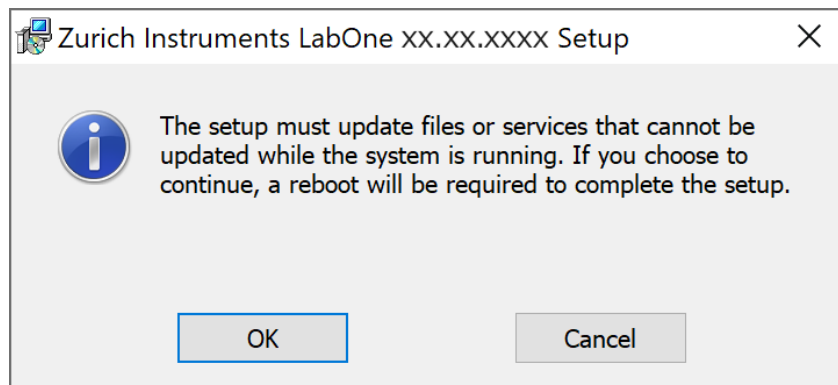 Zurich Instruments LabOne xx.xx.xxxx Setup
The setup must update files or services that cannot be
updated while the system is running. If you choose to
continue, a reboot will be required to complete the setup.
OK
Cancel